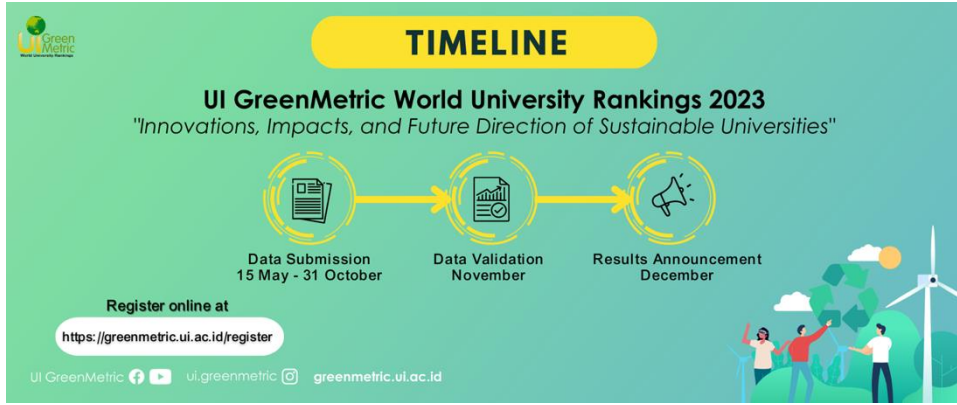 UI Green
Metric
World University Rankings
TIMELINE
UI GreenMetric World University Rankings 2023
"Innovations, Impacts, and Future Direction of Sustainable Universities"
Data Submission
15 May - 31 October
Data Validation
November
Results Announcement
December
Register online at
https://greenmetric.ui.ac.id/register
UI GreenMetric
ui.greenmetric
greenmetric.ui.ac.id